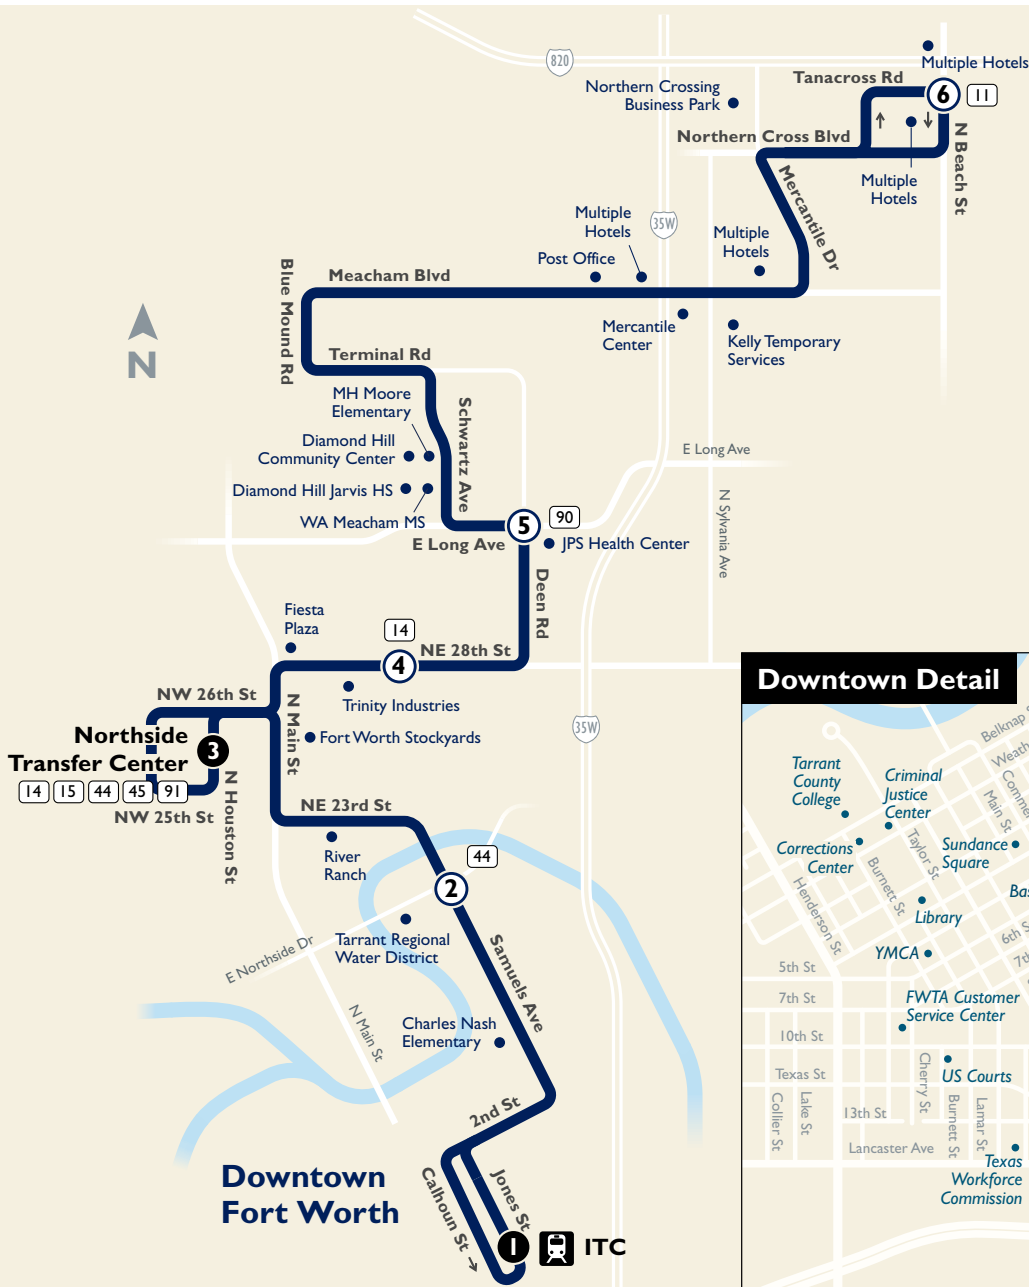 820
Multiple Hotels
Tanacross Rd
6
11
Northern Crossing
Business Park
Northern Cross Blvd
N Beach St
Multiple
Hotels
Mercantile Dr
Multiple
Hotels
35W
Multiple
Hotels
Post Office
Meacham Blvd
Blue Mound Rd
Mercantile
Center
Kelly Temporary
Services
N
Terminal Rd
MH Moore
Elementary
Schwartz Ave
Diamond Hill
Community Center
E Long Ave
Diamond Hill Jarvis HS
WA Meacham MS
N Sylvania Ave
5
90
E Long Ave
JPS Health Center
Deen Rd
Fiesta
Plaza
14
4
NE 28th St
NW 26th St
Trinity Industries
N Main St
Northside
Transfer Center
3
Fort Worth Stockyards
35W
14
15
44
45
91
N Houston St
NW 25th St
NE 23rd St
River
Ranch
44
2
Tarrant Regional
Water District
E Northside Dr
Samuels Ave
N Main St
Charles Nash
Elementary
2nd St
Downtown
Fort Worth
Calhoun St
Jones St
1
ITC
Downtown Detail
Belknap
Weath
Comme
Main St
Tarrant
County
College
Criminal
Justice
Center
Taylor St
Sundance
Square
Corrections
Center
Burnett St
Henderson St
Bas
Library
6th S
7th
YMCA
5th St
7th St
FWTA Customer
Service Center
10th St
Texas St
Cherry St
US Courts
Collier St
Lake St
13th St
Burnett St
Lamar St
Lancaster Ave
Texas
Workforce
Commission